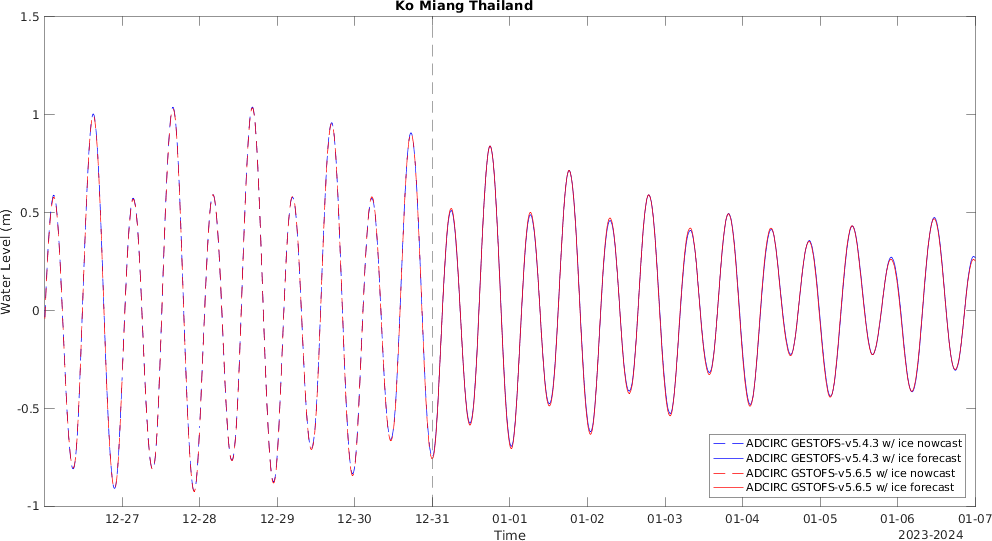 Ko Miang Thailand
1.5
1
0.5
0
-0.5
-1
Water Level (m)
12-27 12-28 12-29 12-30 12-31 01-01 01-02 01-03 01-04 01-05 01-06 01-07
Time
2023-2024
ADCIRC GESTOFS-v5.4.3 w/ ice nowcast
ADCIRC GESTOFS-v5.4.3 w/ ice forecast
ADCIRC GSTOFS-v5.6.5 w/ ice nowcast
ADCIRC GSTOFS-v5.6.5 w/ ice forecast